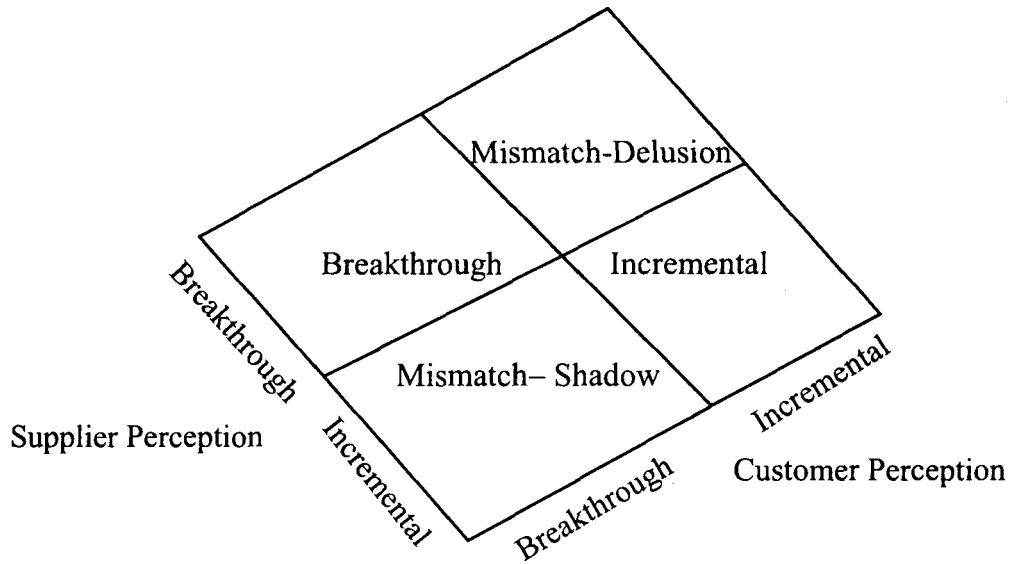 Mismatch-Delusion
Breakthrough
Incremental
Mismatch– Shadow
Breakthrough
Incremental
Supplier Perception
Breakthrough
Incremental
Customer Perception